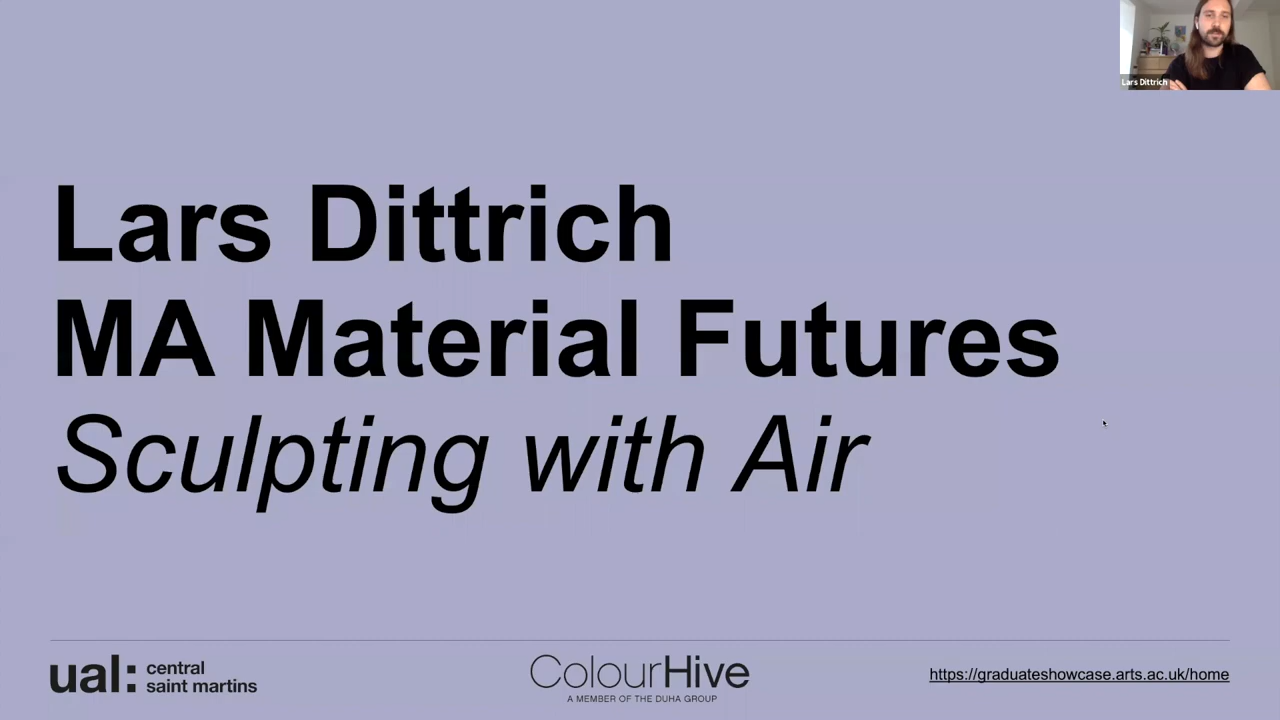 Lars Dittrich
Lars Dittrich
MA Material Futures
Sculpting with Air
ual: central saint martins
ColourHive
A MEMBER OF THE DUHA GROUP
https://graduateshowcase.arts.ac.uk/home